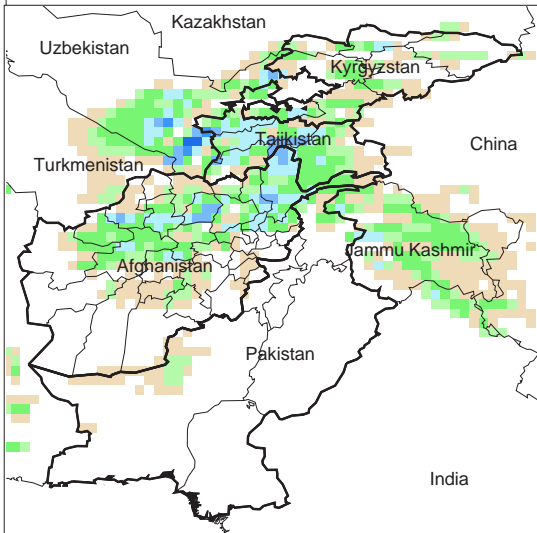 Kazakhstan
Uzbekistan
Kyrgyzstan
Tajikistan
China
Turkmenistan
Jammu Kashmir
Afghanistan
Pakistan
India